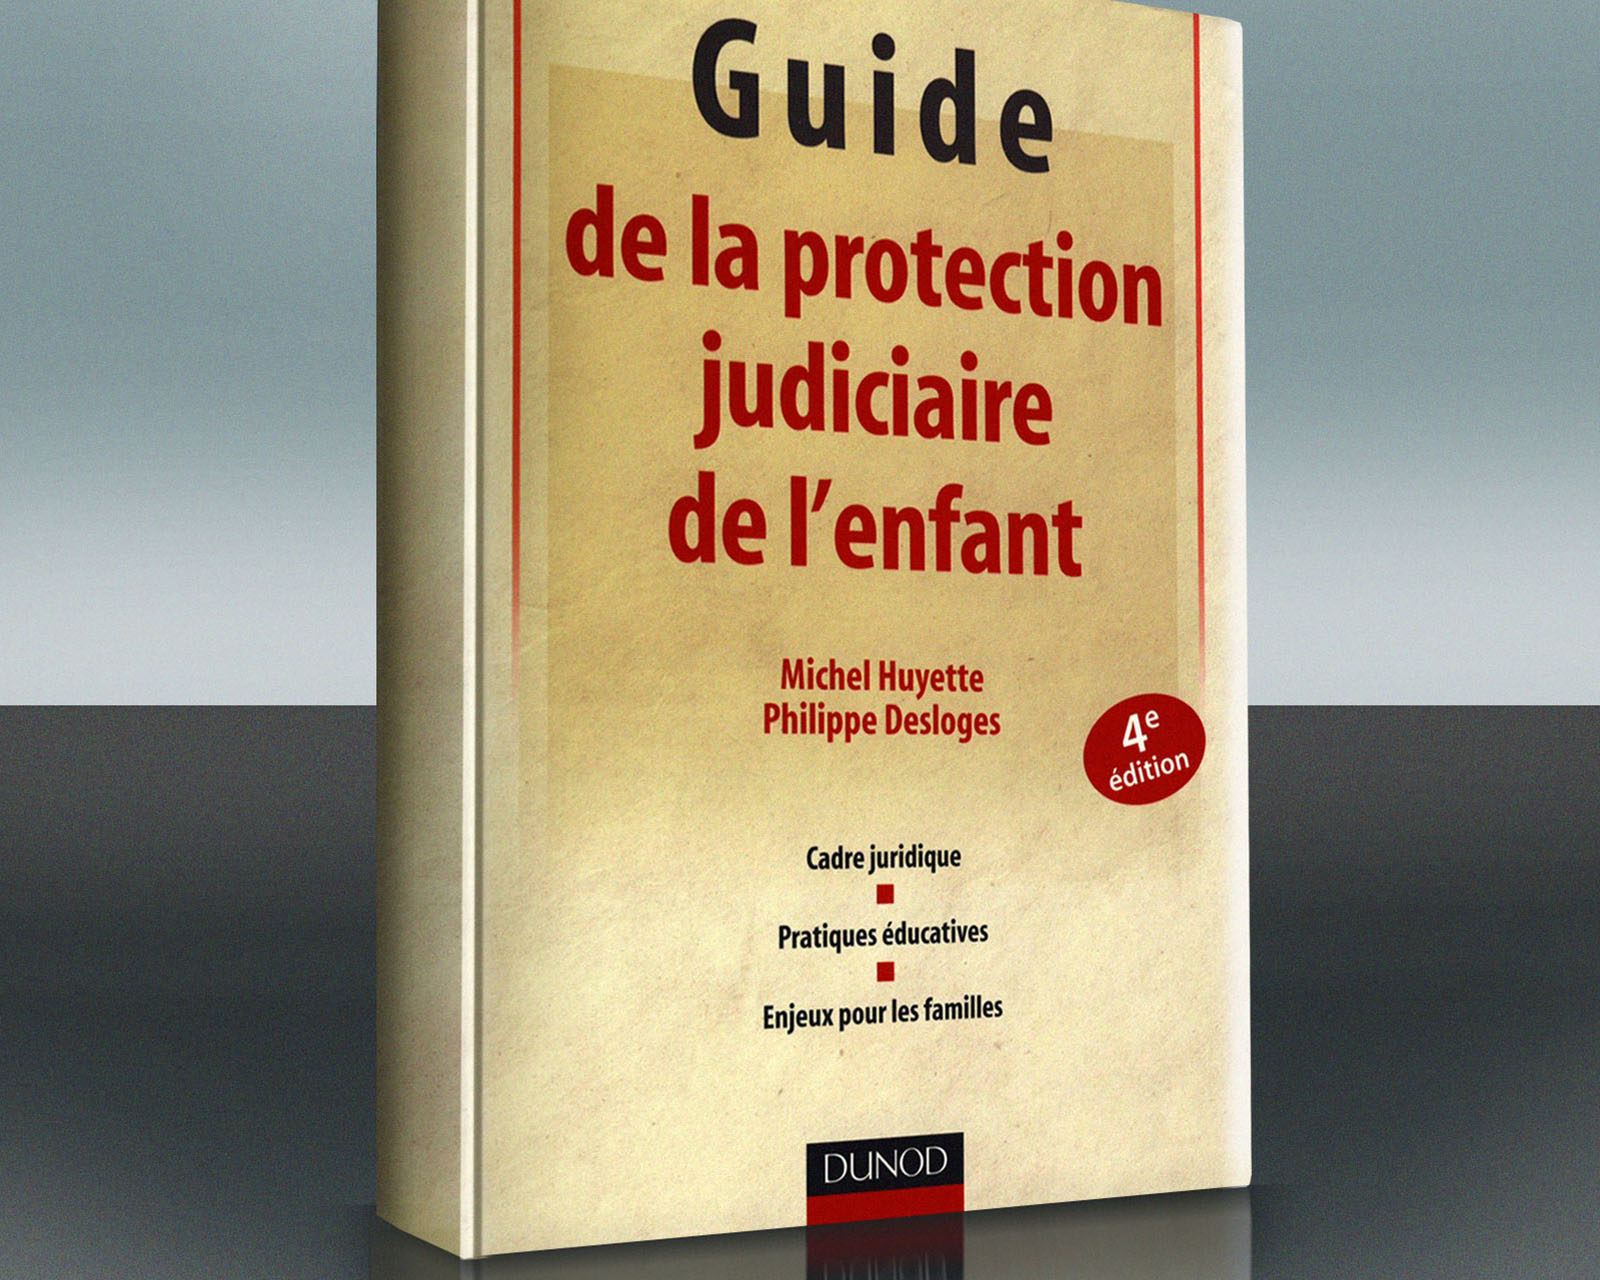 Guide
de la protection
judiciaire
de l'enfant
Michel Huyette
Philippe Desloges
4e
édition
Cadre juridique
Pratiques éducatives
Enjeux pour les familles
DUNOD